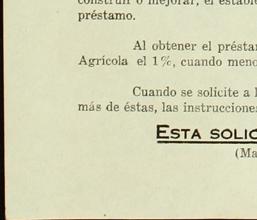 construir o mejorar, el estable
préstamo.
Al obtener el présta
Agrícola el 1%, cuando meno
Cuando se solicite a l
más de éstas, las instruccione
ESTA SOLIC
(Ma